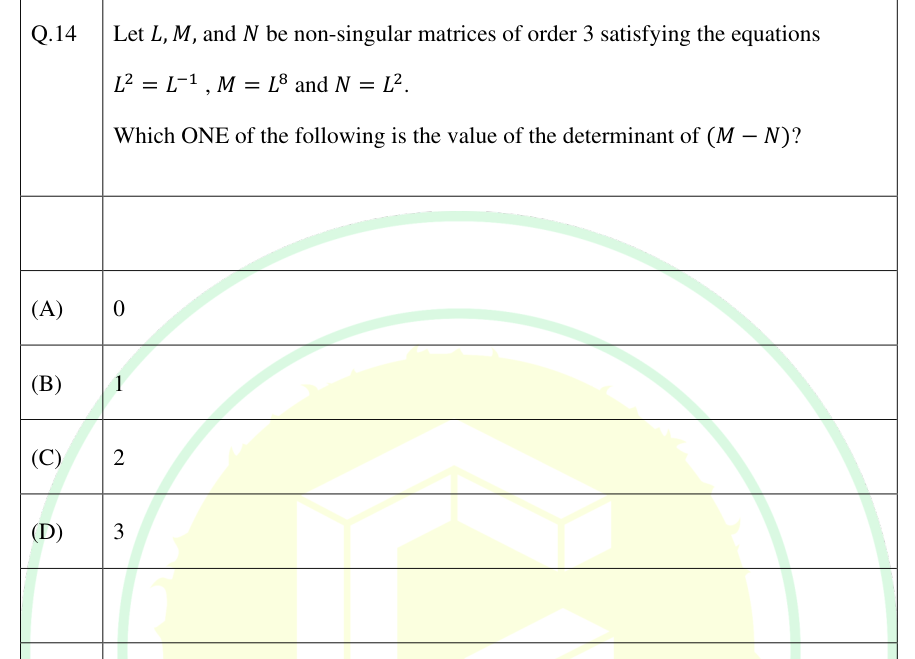 Q.14 Let L, M, and N be non-singular matrices of order 3 satisfying the equations
L² = L⁻¹ , M = L⁸ and N = L².
Which ONE of the following is the value of the determinant of (M − N)?
(A) 0
(B) 1
(C) 2
(D) 3